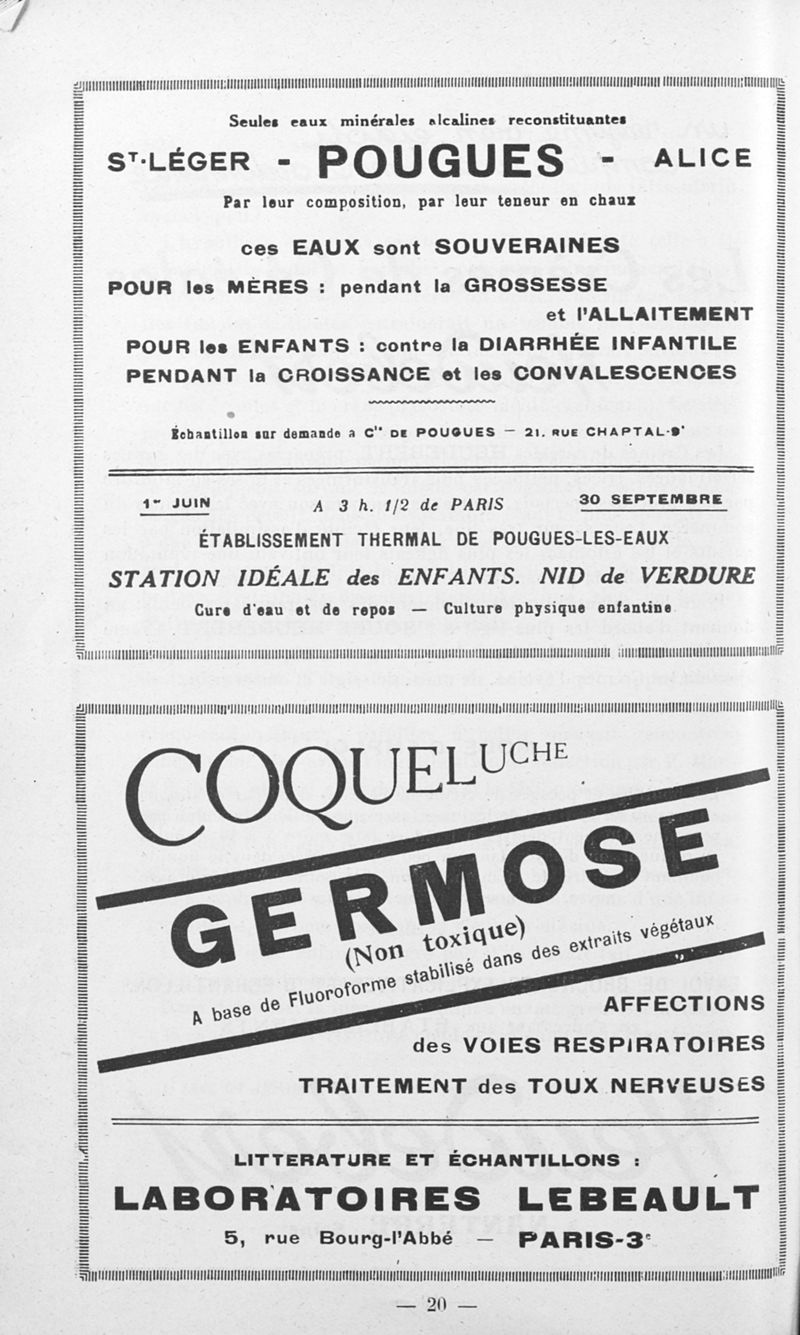 Seules eaux minérales alcalines reconstituantes
ST-LÉGER - POUGUES - ALICE
Par leur composition, par leur teneur en chaux
ces EAUX sont SOUVERAINES
POUR les MÈRES : pendant la GROSSESSE
et l'ALLAITEMENT
POUR les ENFANTS : contre la DIARRHÉE INFANTILE
PENDANT la CROISSANCE et les CONVALESCENCES
Échantillon sur demande a Cie DE POUGUES — 21, RUE CHAPTAL-9e
1er JUIN A 3 h. 1/2 de PARIS 30 SEPTEMBRE
ÉTABLISSEMENT THERMAL DE POUGUES-LES-EAUX
STATION IDÉALE des ENFANTS. NID de VERDURE
Cure d'eau et de repos — Culture physique enfantine.
COQUELUCHE
GERMOSE
(Non toxique)
A base de Fluoroforme stabilisé dans des extraits végétaux
AFFECTIONS
des VOIES RESPIRATOIRES
TRAITEMENT des TOUX NERVEUSES
LITTERATURE ET ÉCHANTILLONS :
LABORATOIRES LEBEAULT
5, rue Bourg-l'Abbé — PARIS-3e
— 20 —